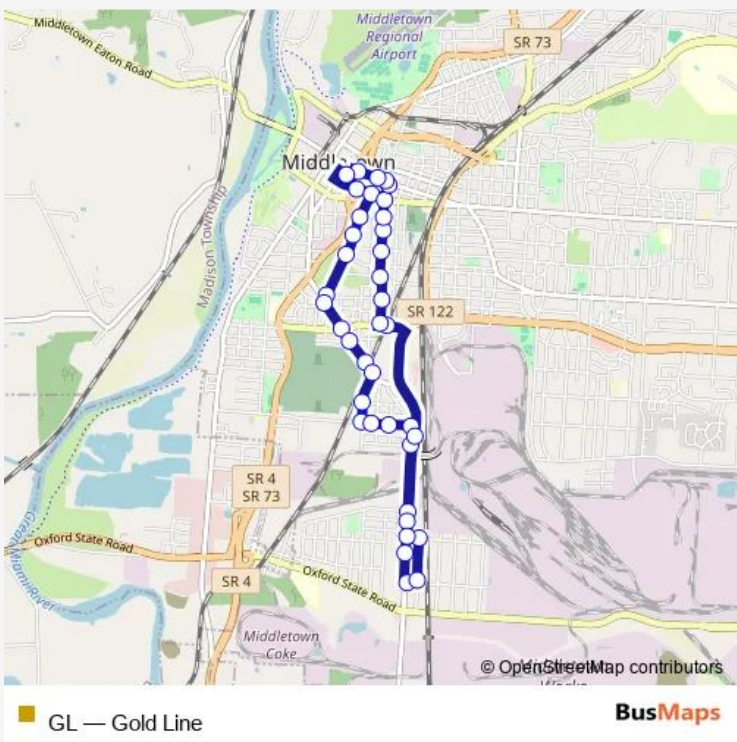 Middletown
Regional
Airport
SR 73
Middletown Eaton Road
Middletown
Madison Township
SR 122
SR 4
SR 73
Great Miami River
Oxford State Road
SR 4
Oxford State Road
Middletown
Coke
© OpenStreetMap contributors
GL — Gold Line
BusMaps